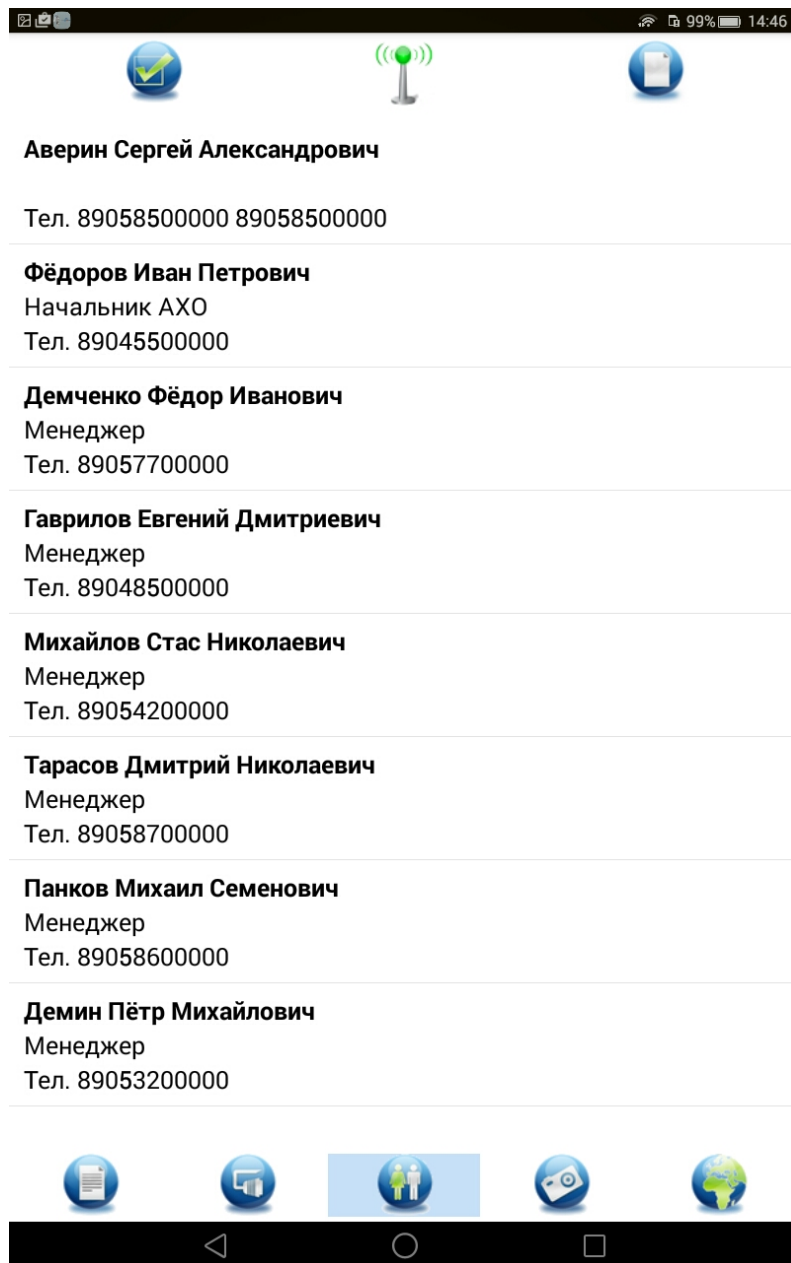 99% 14:46
Аверин Сергей Александрович
Тел. 89058500000 89058500000
Фёдоров Иван Петрович
Начальник АХО
Тел. 89045500000
Демченко Фёдор Иванович
Менеджер
Тел. 89057700000
Гаврилов Евгений Дмитриевич
Менеджер
Тел. 89048500000
Михайлов Стас Николаевич
Менеджер
Тел. 89054200000
Тарасов Дмитрий Николаевич
Менеджер
Тел. 89058700000
Панков Михаил Семенович
Менеджер
Тел. 89058600000
Демин Пётр Михайлович
Менеджер
Тел. 89053200000